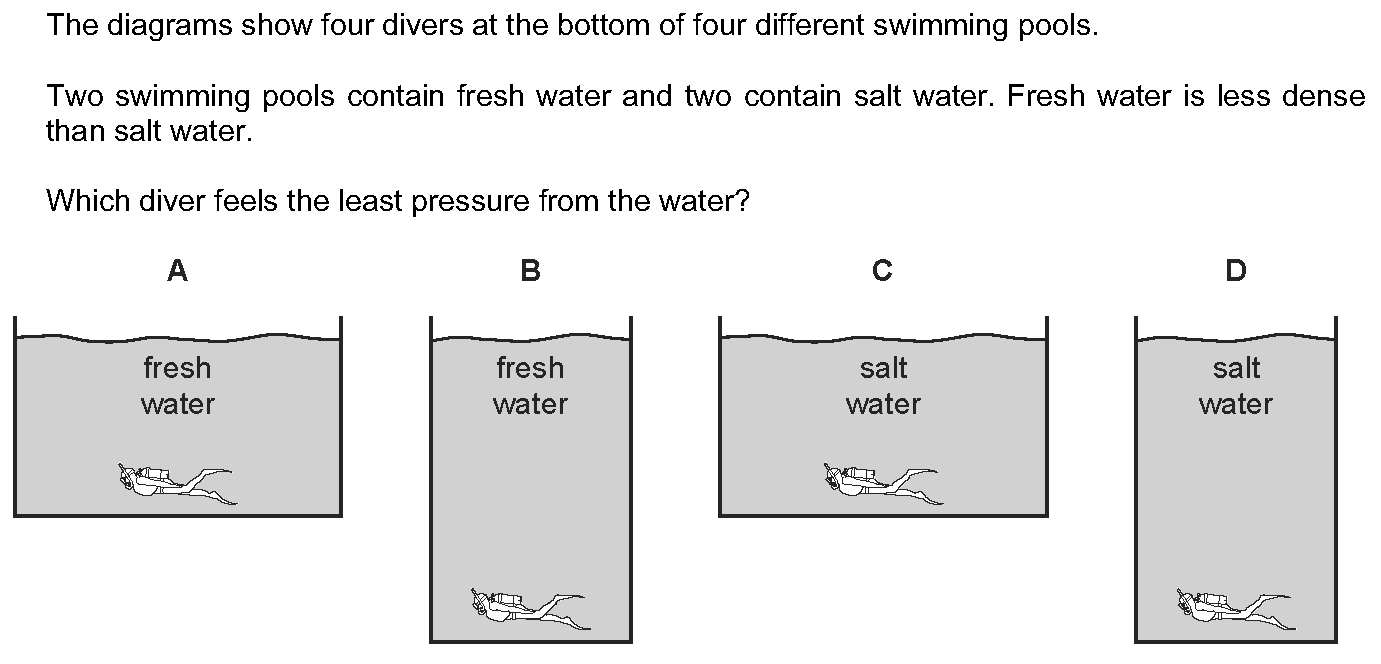 The diagrams show four divers at the bottom of four different swimming pools.
Two swimming pools contain fresh water and two contain salt water. Fresh water is less dense
than salt water.
Which diver feels the least pressure from the water?
A
B
C
D
fresh
water
fresh
water
salt
water
salt
water